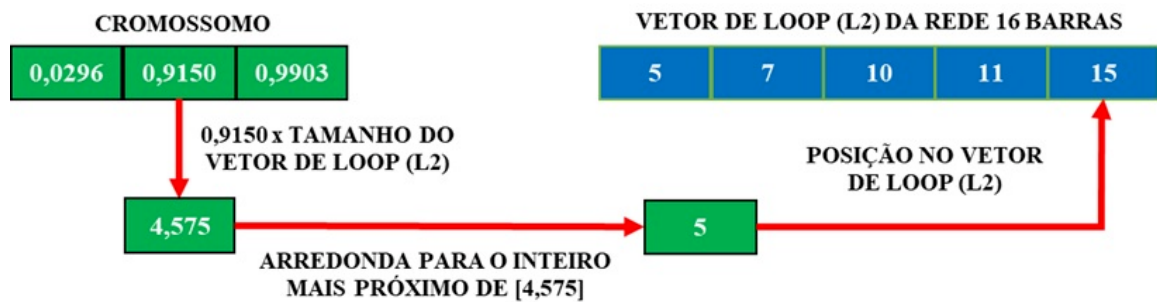 CROMOSSOMO
VETOR DE LOOP (L2) DA REDE 16 BARRAS
0,0296 0,9150 0,9903
5 7 10 11 15
0,9150 x TAMANHO DO
VETOR DE LOOP (L2)
POSIÇÃO NO VETOR
DE LOOP (L2)
4,575
5
ARREDONDA PARA O INTEIRO
MAIS PRÓXIMO DE [4,575]